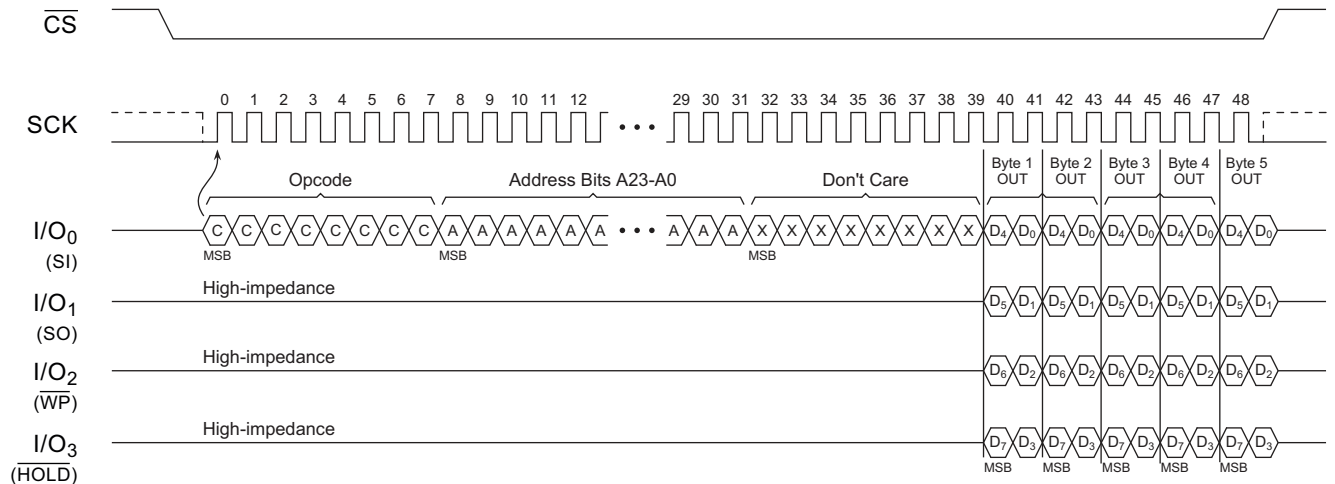 CS
SCK
0 1 2 3 4 5 6 7 8 9 10 11 12 29 30 31 32 33 34 35 36 37 38 39 40 41 42 43 44 45 46 47 48
• • •
Opcode
Address Bits A23-A0
Don't Care
Byte 1 OUT
Byte 2 OUT
Byte 3 OUT
Byte 4 OUT
Byte 5 OUT
I/O0 (SI)
C C C C C C C C A A A A A A • • • A A A X X X X X X X X D4 D0 D4 D0 D4 D0 D4 D0 D4 D0
MSB MSB MSB
I/O1 (SO)
High-impedance
D5 D1 D5 D1 D5 D1 D5 D1 D5 D1
I/O2 (WP)
High-impedance
D6 D2 D6 D2 D6 D2 D6 D2 D6 D2
I/O3 (HOLD)
High-impedance
D7 D3 D7 D3 D7 D3 D7 D3 D7 D3
MSB MSB MSB MSB MSB